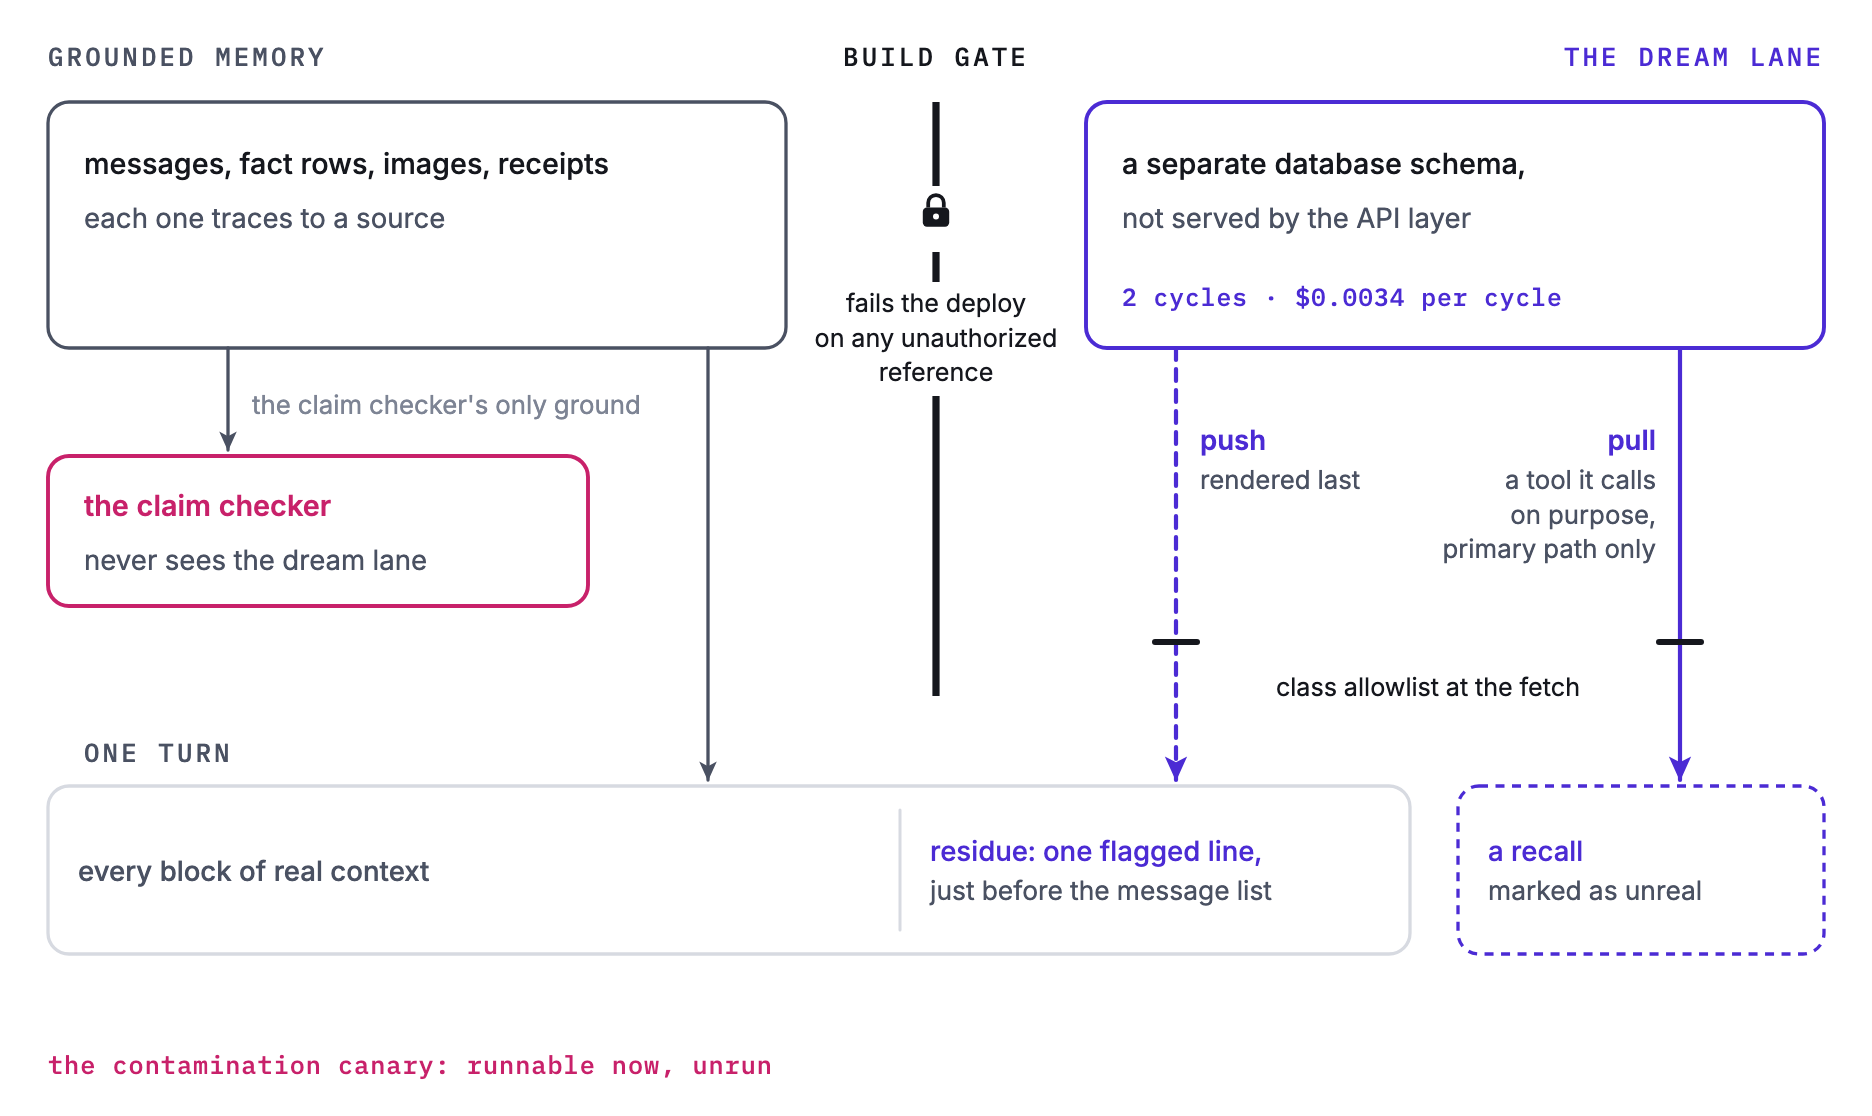 GROUNDED MEMORY
BUILD GATE
THE DREAM LANE
messages, fact rows, images, receipts
each one traces to a source
a separate database schema,
not served by the API layer
2 cycles · $0.0034 per cycle
fails the deploy
on any unauthorized
reference
the claim checker's only ground
the claim checker
never sees the dream lane
push
rendered last
pull
a tool it calls
on purpose,
primary path only
class allowlist at the fetch
ONE TURN
every block of real context
residue: one flagged line,
just before the message list
a recall
marked as unreal
the contamination canary: runnable now, unrun